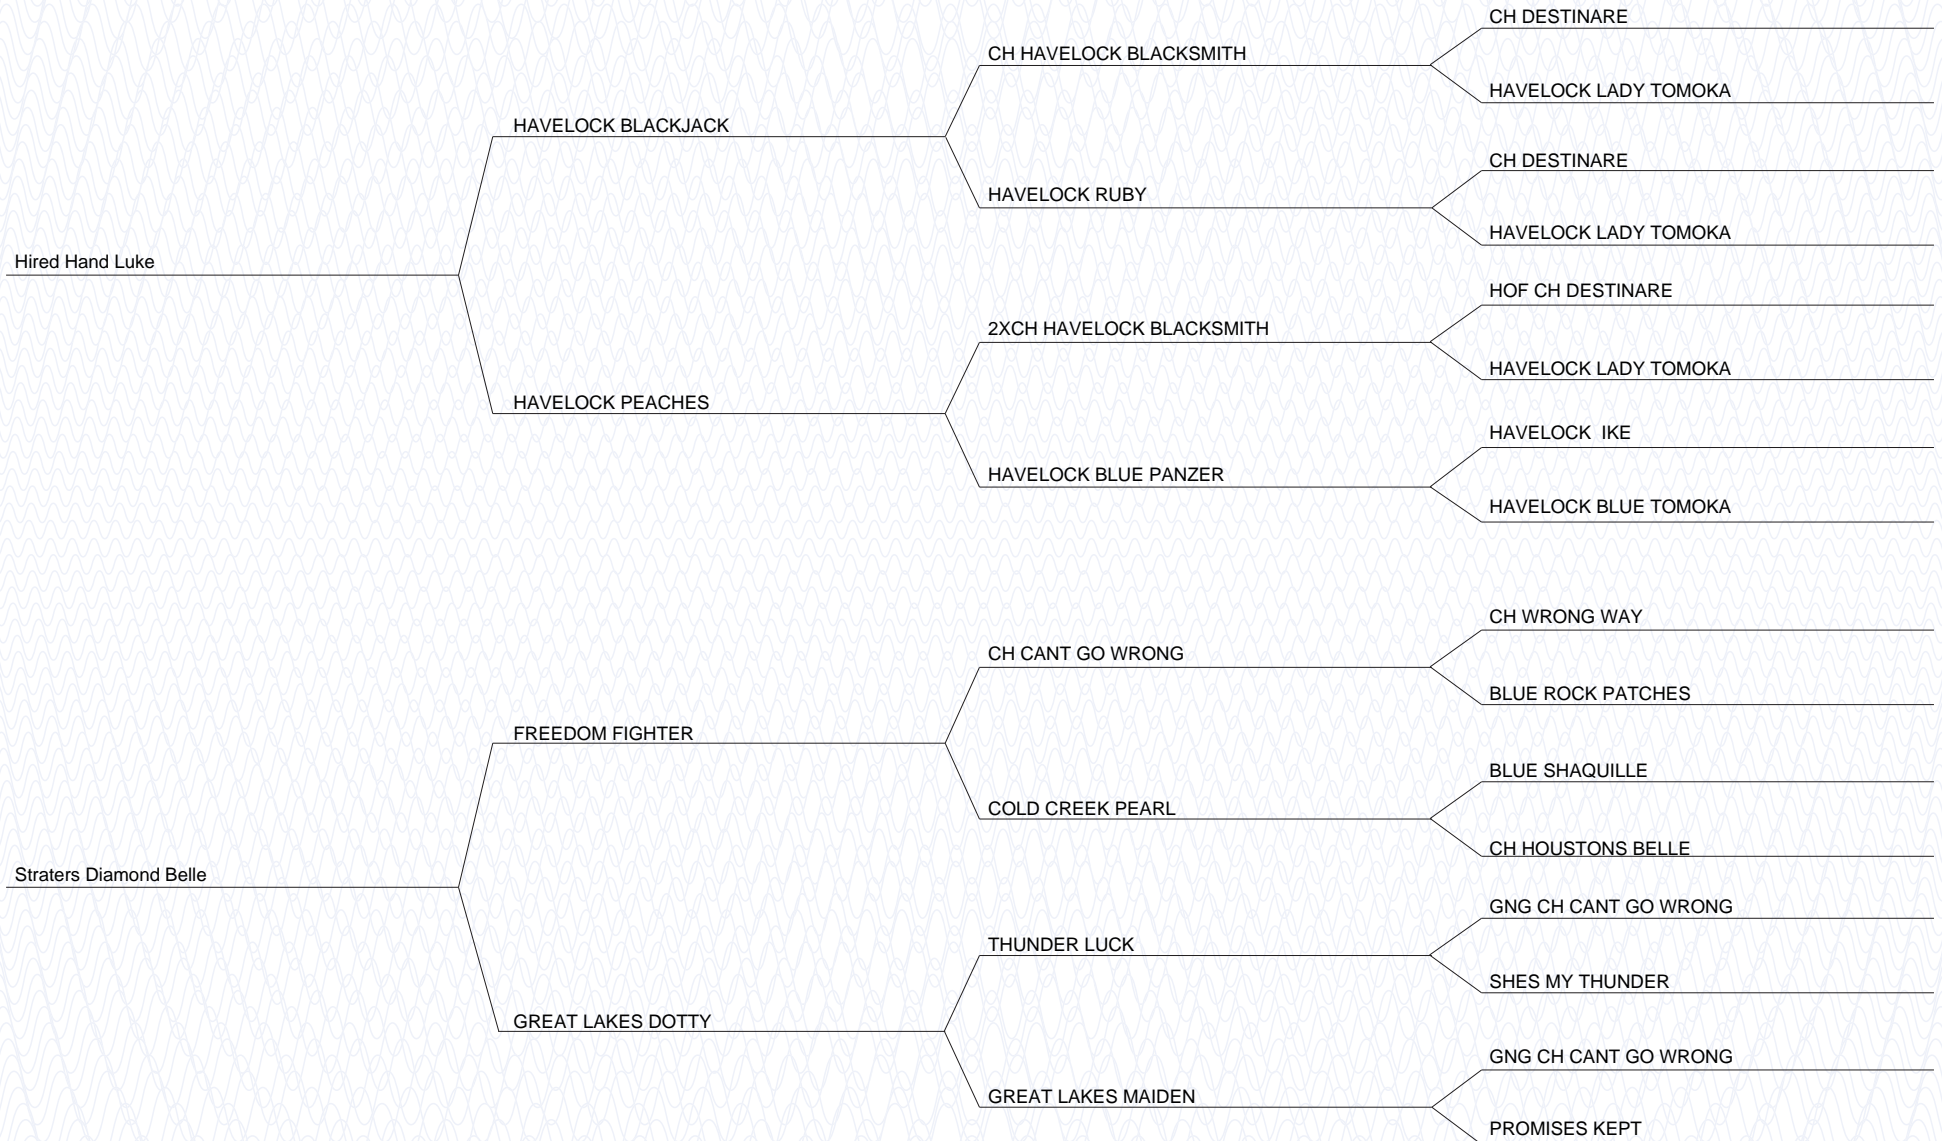 CH DESTINARE
CH HAVELOCK BLACKSMITH
HAVELOCK LADY TOMOKA
HAVELOCK BLACKJACK
CH DESTINARE
HAVELOCK RUBY
HAVELOCK LADY TOMOKA
Hired Hand Luke
HOF CH DESTINARE
2XCH HAVELOCK BLACKSMITH
HAVELOCK LADY TOMOKA
HAVELOCK PEACHES
HAVELOCK  IKE
HAVELOCK BLUE PANZER
HAVELOCK BLUE TOMOKA
CH WRONG WAY
CH CANT GO WRONG
BLUE ROCK PATCHES
FREEDOM FIGHTER
BLUE SHAQUILLE
COLD CREEK PEARL
CH HOUSTONS BELLE
Straters Diamond Belle
GNG CH CANT GO WRONG
THUNDER LUCK
SHES MY THUNDER
GREAT LAKES DOTTY
GNG CH CANT GO WRONG
GREAT LAKES MAIDEN
PROMISES KEPT